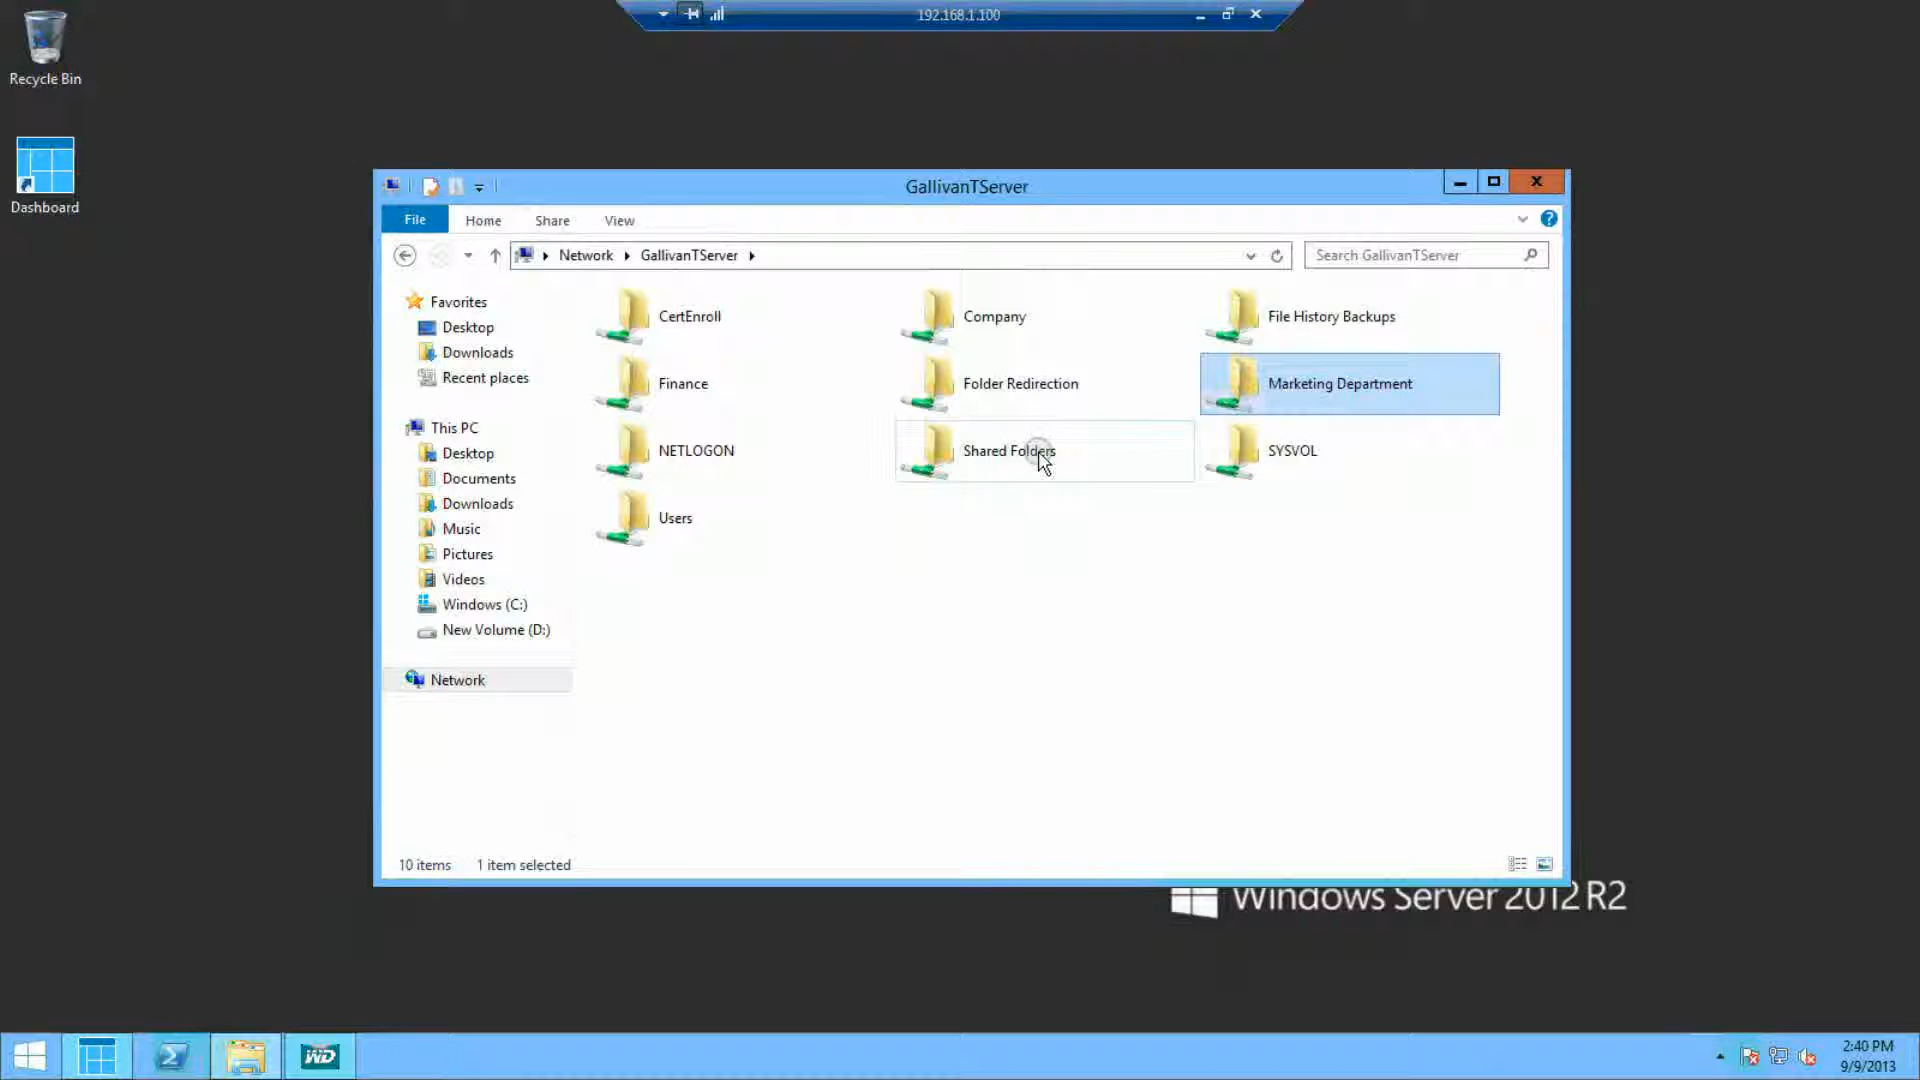 192.168.1.100
Recycle Bin
Dashboard
GallivanTServer
File Home Share View
Network GallivanTServer
Search GallivanTServer
Favorites
Desktop
Downloads
Recent places
This PC
Desktop
Documents
Downloads
Music
Pictures
Videos
Windows (C:)
New Volume (D:)
Network
CertEnroll
Company
File History Backups
Finance
Folder Redirection
Marketing Department
NETLOGON
Shared Folders
SYSVOL
Users
10 items 1 item selected
Windows Server 2012 R2
WD
2:40 PM
9/9/2013